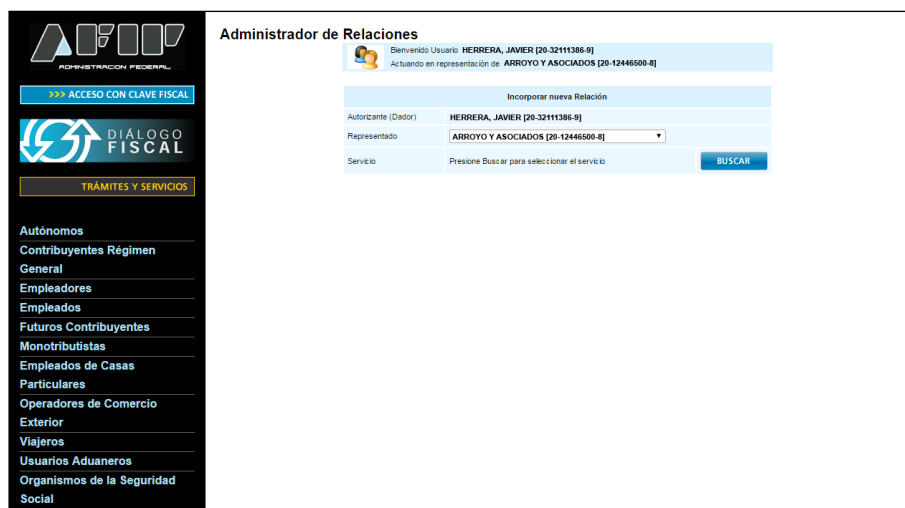 AFIP
ADMINISTRACION FEDERAL
>>> ACCESO CON CLAVE FISCAL
DIÁLOGO
FISCAL
TRÁMITES Y SERVICIOS
Autónomos
Contribuyentes Régimen
General
Empleadores
Empleados
Futuros Contribuyentes
Monotributistas
Empleados de Casas
Particulares
Operadores de Comercio
Exterior
Viajeros
Usuarios Aduaneros
Organismos de la Seguridad
Social
Administrador de Relaciones
Bienvenido Usuario HERRERA, JAVIER [20-32111386-9]
Actuando en representación de ARROYO Y ASOCIADOS [20-12446500-8]
Incorporar nueva Relación
Autorizante (Dador) HERRERA, JAVIER [20-32111386-9]
Representado ARROYO Y ASOCIADOS [20-12446500-8]
Servicio Presione Buscar para seleccionar el servicio BUSCAR